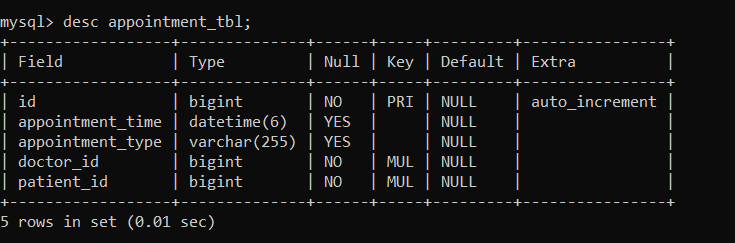 mysql> desc appointment_tbl;
+------------------+--------------+------+-----+---------+----------------+
| Field            | Type         | Null | Key | Default | Extra          |
+------------------+--------------+------+-----+---------+----------------+
| id               | bigint       | NO   | PRI | NULL    | auto_increment |
| appointment_time | datetime(6)  | YES  |     | NULL    |                |
| appointment_type | varchar(255) | YES  |     | NULL    |                |
| doctor_id        | bigint       | NO   | MUL | NULL    |                |
| patient_id       | bigint       | NO   | MUL | NULL    |                |
+------------------+--------------+------+-----+---------+----------------+
5 rows in set (0.01 sec)